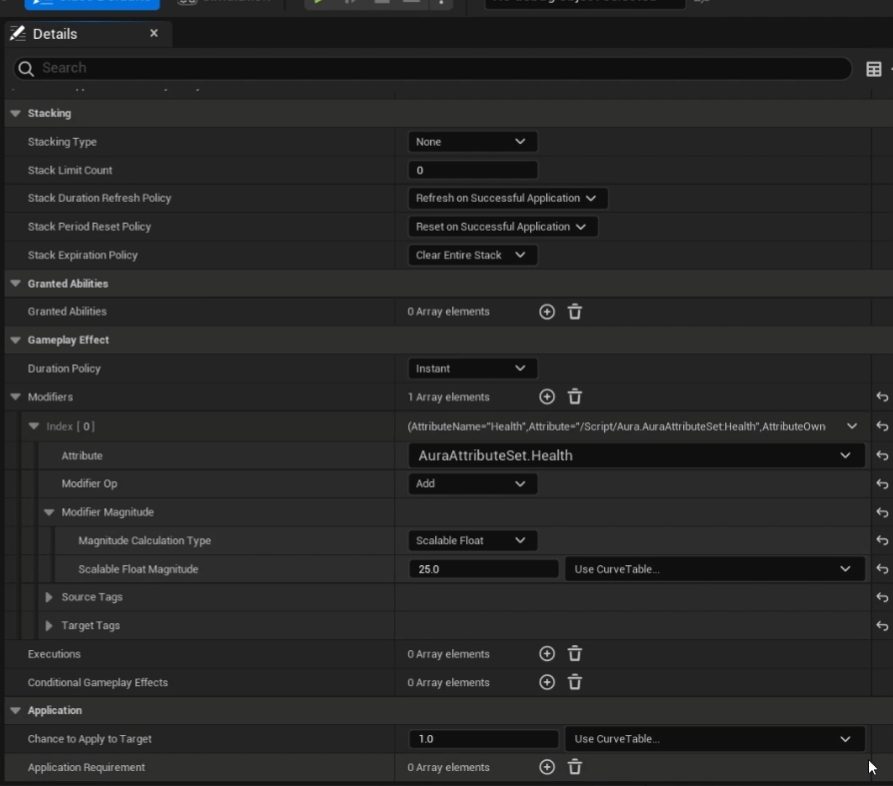 Details
Search
Stacking
Stacking Type None
Stack Limit Count 0
Stack Duration Refresh Policy Refresh on Successful Application
Stack Period Reset Policy Reset on Successful Application
Stack Expiration Policy Clear Entire Stack
Granted Abilities
Granted Abilities 0 Array elements
Gameplay Effect
Duration Policy Instant
Modifiers 1 Array elements
Index [ 0 ] (AttributeName="Health",Attribute="/Script/Aura.AuraAttributeSet:Health",AttributeOwn
Attribute AuraAttributeSet.Health
Modifier Op Add
Modifier Magnitude
Magnitude Calculation Type Scalable Float
Scalable Float Magnitude 25.0 Use CurveTable...
Source Tags
Target Tags
Executions 0 Array elements
Conditional Gameplay Effects 0 Array elements
Application
Chance to Apply to Target 1.0 Use CurveTable...
Application Requirement 0 Array elements